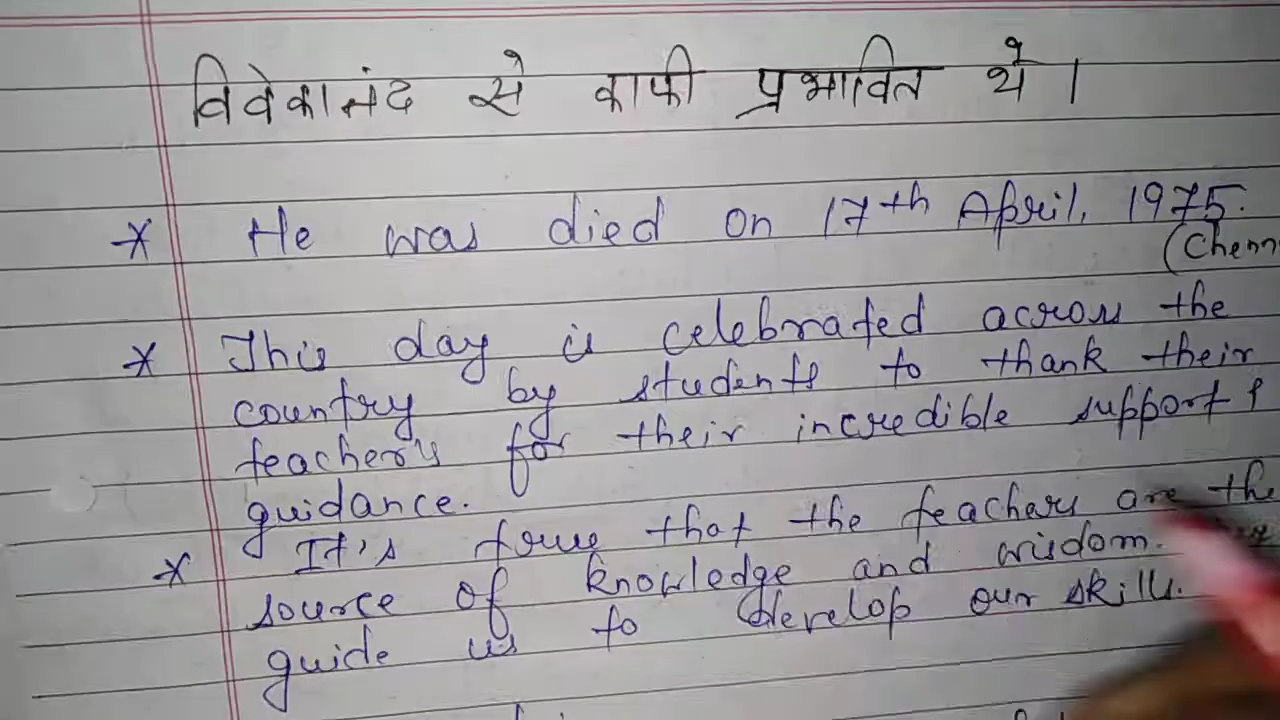 विवेकानंद से काफी प्रभावित थे।
* He was died on 17th April, 1975.
(Chenn
* This day is celebrated across the
country by students to thank their
teacher's for their incredible support &
guidance.
* It's true that the teachers are the
source of knowledge and wisdom.
guide us to develop our skills.